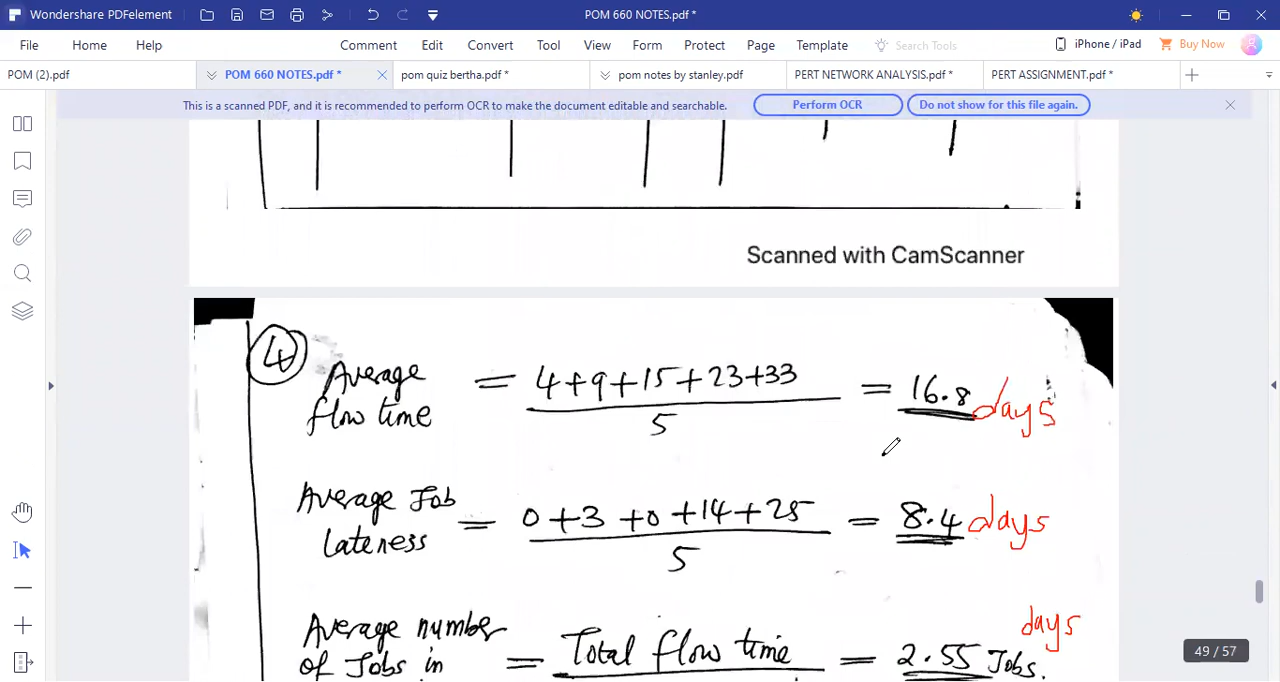 Wondershare PDFelement
POM 660 NOTES.pdf *
File Home Help Comment Edit Convert Tool View Form Protect Page Template Search Tools iPhone / iPad Buy Now
POM (2).pdf POM 660 NOTES.pdf * pom quiz bertha.pdf * pom notes by stanley.pdf PERT NETWORK ANALYSIS.pdf * PERT ASSIGNMENT.pdf *
This is a scanned PDF, and it is recommended to perform OCR to make the document editable and searchable. Perform OCR Do not show for this file again.
Scanned with CamScanner
4
Average flow time = 4+9+15+23+33 / 5 = 16.8 days
Average Job Lateness = 0+3+0+14+25 / 5 = 8.4 days
days
Average number of Jobs in = Total flow time = 2.55 Jobs.
49 / 57